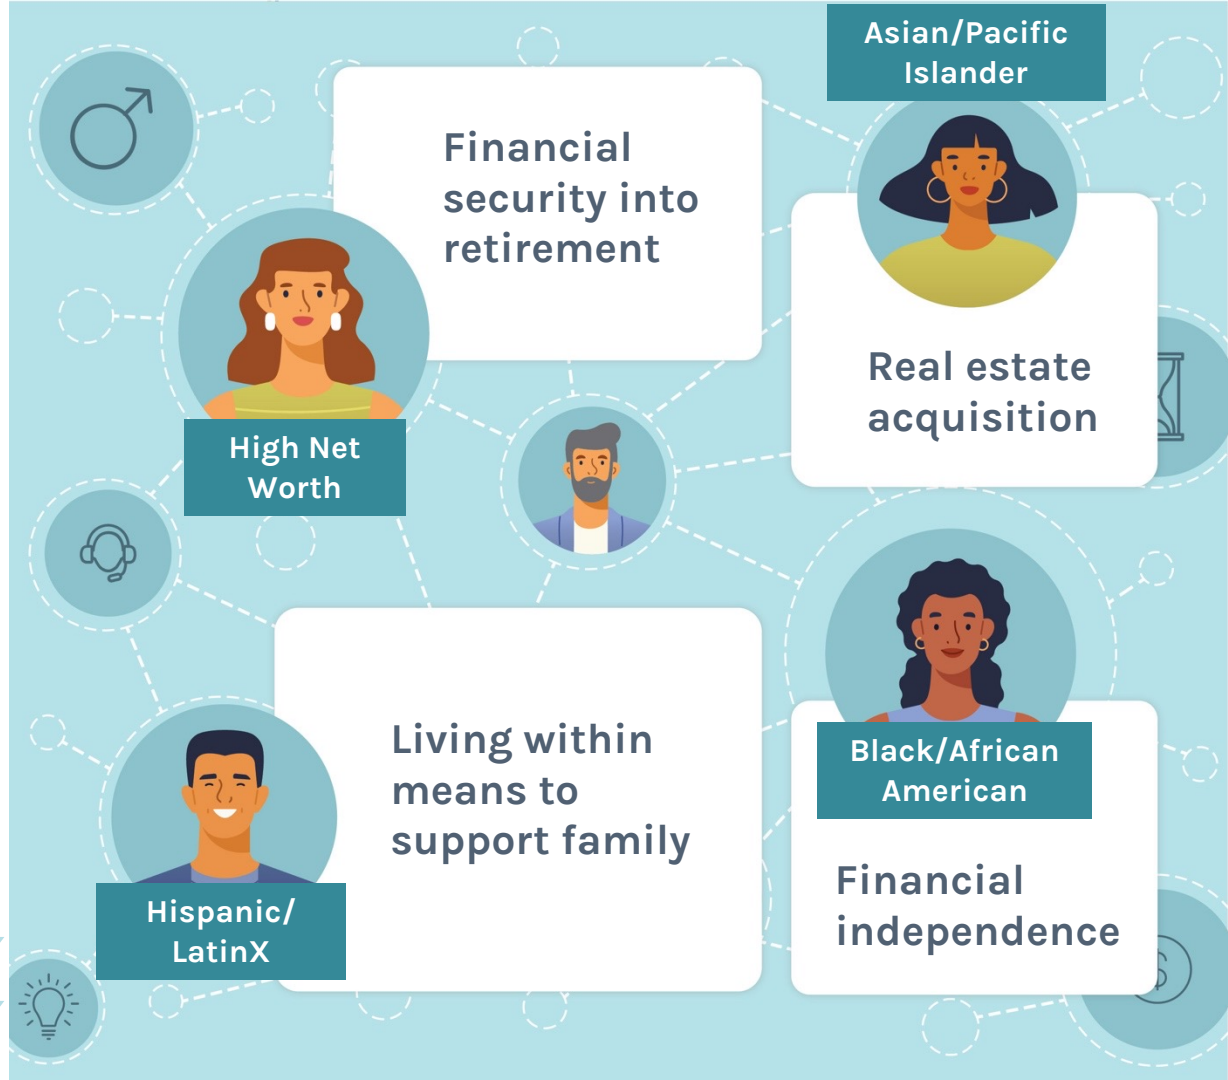 Asian/Pacific
Islander
Financial
security into
retirement
Real estate
acquisition
High Net
Worth
Living within
means to
support family
Black/African
American
Financial
independence
Hispanic/
LatinX
$